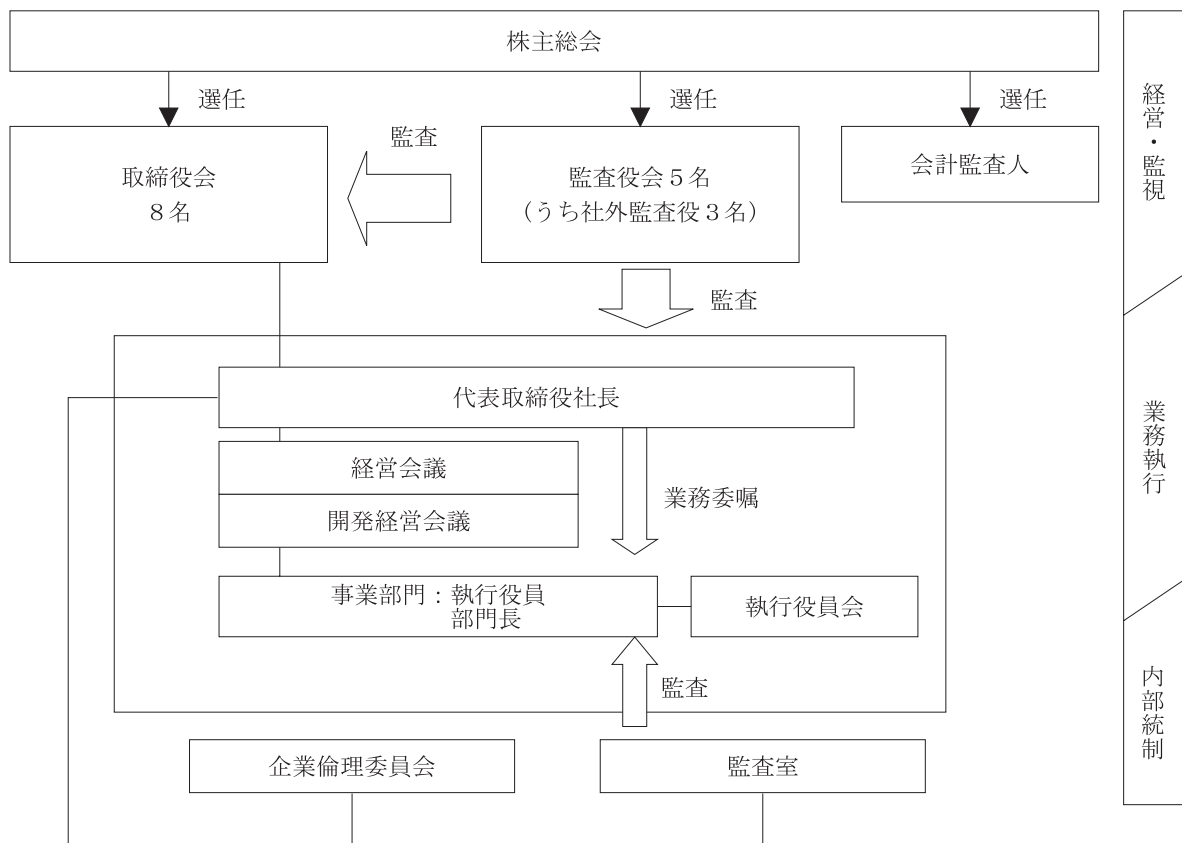 株主総会
選任
選任
選任
取締役会
８名
監査
監査役会５名
（うち社外監査役３名）
会計監査人
監査
代表取締役社長
経営会議
開発経営会議
業務委嘱
事業部門：執行役員
部門長
執行役員会
監査
企業倫理委員会
監査室
経営・監視
業務執行
内部統制